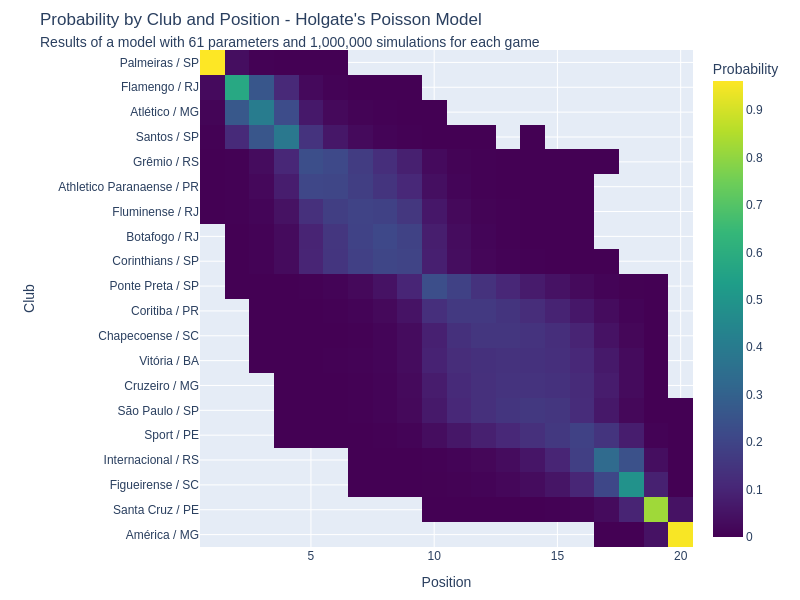 Probability by Club and Position - Holgate's Poisson Model
Results of a model with 61 parameters and 1,000,000 simulations for each game
Palmeiras / SP
Flamengo / RJ
Atlético / MG
Santos / SP
Grêmio / RS
Athletico Paranaense / PR
Fluminense / RJ
Botafogo / RJ
Corinthians / SP
Ponte Preta / SP
Coritiba / PR
Chapecoense / SC
Vitória / BA
Cruzeiro / MG
São Paulo / SP
Sport / PE
Internacional / RS
Figueirense / SC
Santa Cruz / PE
América / MG
Club
5
10
15
20
Position
Probability
0.9
0.8
0.7
0.6
0.5
0.4
0.3
0.2
0.1
0